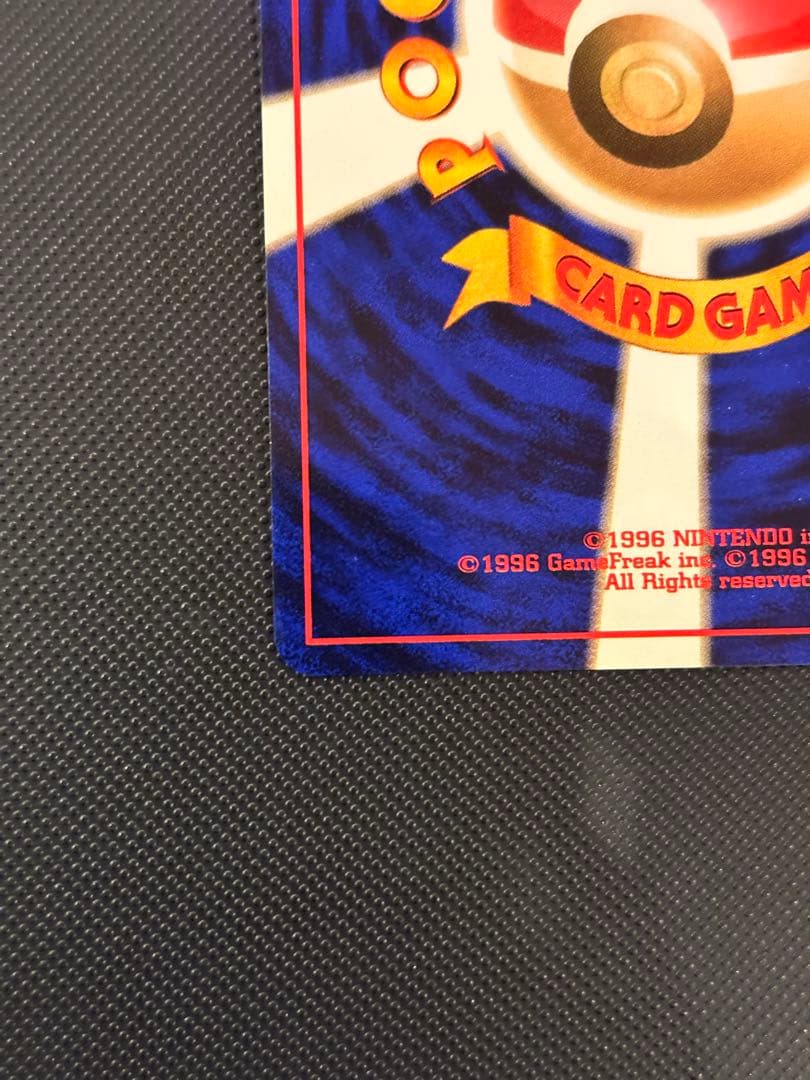 PO
CARD GAM
©1996 NINTENDO i
©1996 GameFreak inc. ©1996
All Rights reserved